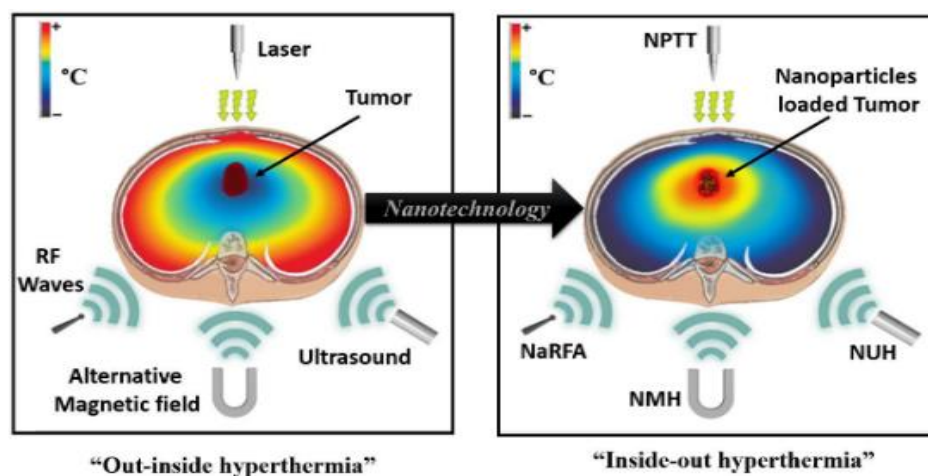 +
°C
−
Laser
Tumor
RF
Waves
Alternative
Magnetic field
Ultrasound
"Out-inside hyperthermia"
Nanotechnology
+
°C
−
NPTT
Nanoparticles
loaded Tumor
NaRFA
NMH
NUH
"Inside-out hyperthermia"